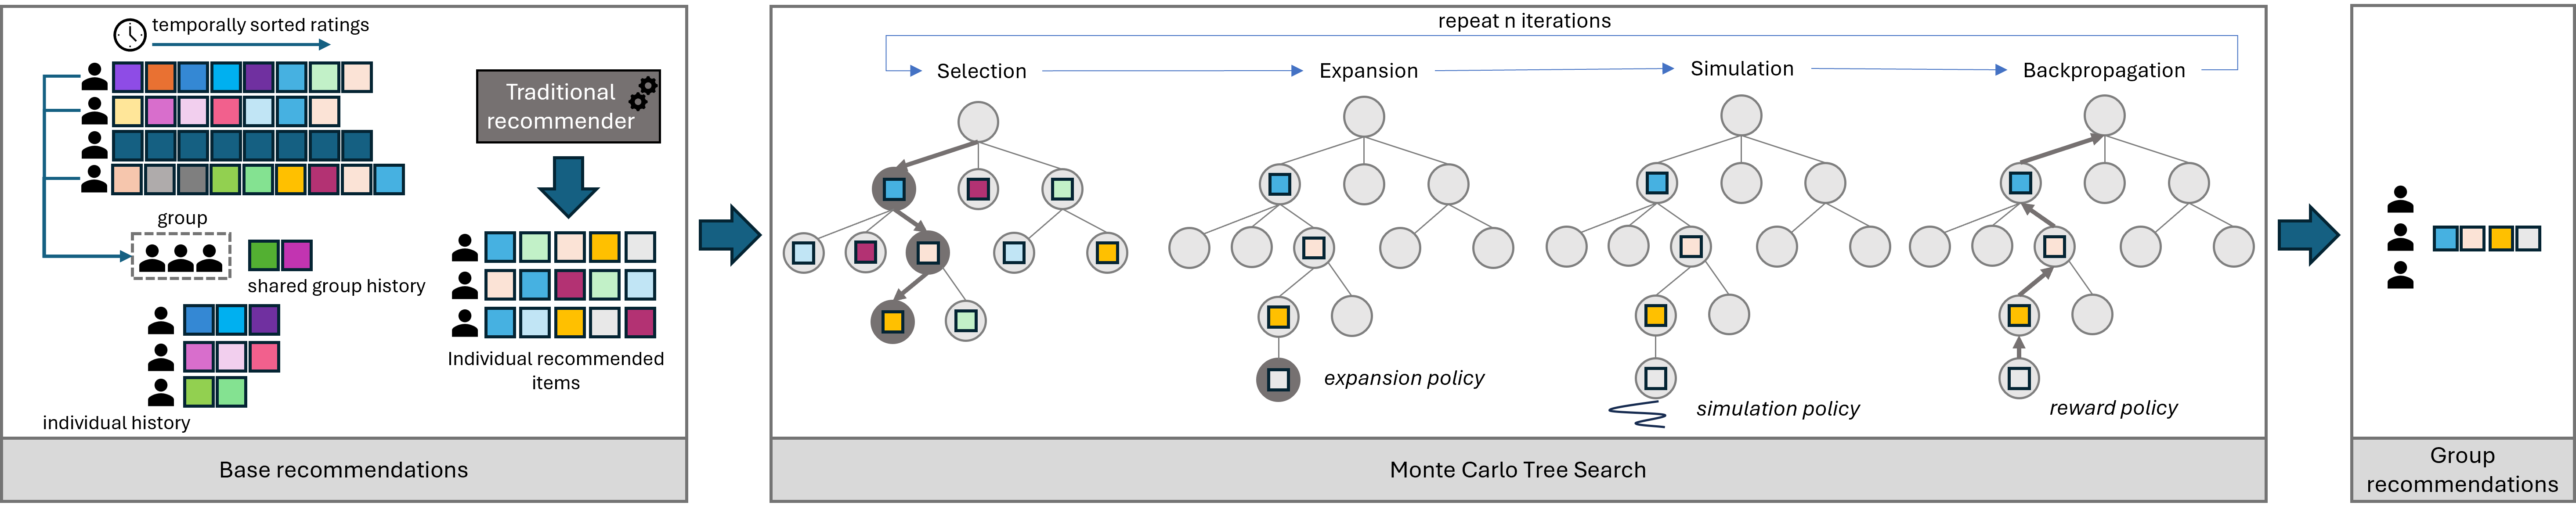 temporally sorted ratings
Traditional
recommender
group
shared group history
individual history
Individual recommended
items
Base recommendations
repeat n iterations
Selection
Expansion
Simulation
Backpropagation
expansion policy
simulation policy
reward policy
Monte Carlo Tree Search
Group
recommendations